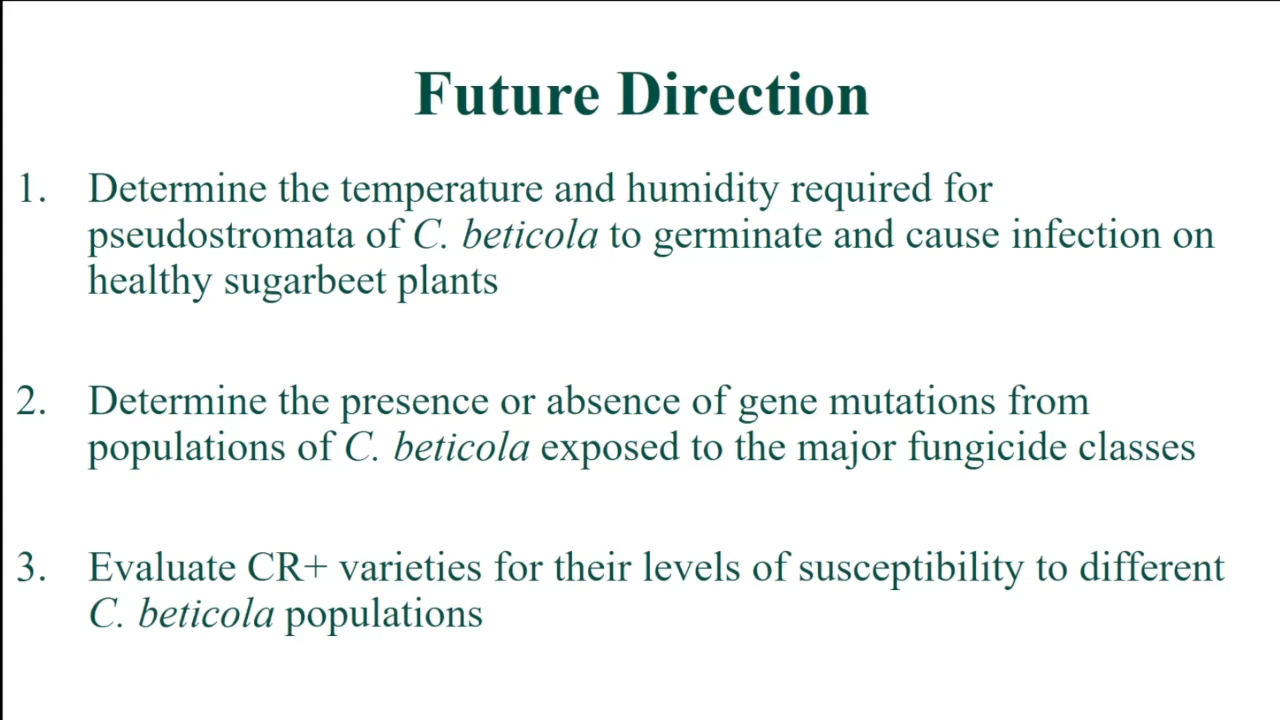 Future Direction
1. Determine the temperature and humidity required for
pseudostromata of C. beticola to germinate and cause infection on
healthy sugarbeet plants
2. Determine the presence or absence of gene mutations from
populations of C. beticola exposed to the major fungicide classes
3. Evaluate CR+ varieties for their levels of susceptibility to different
C. beticola populations